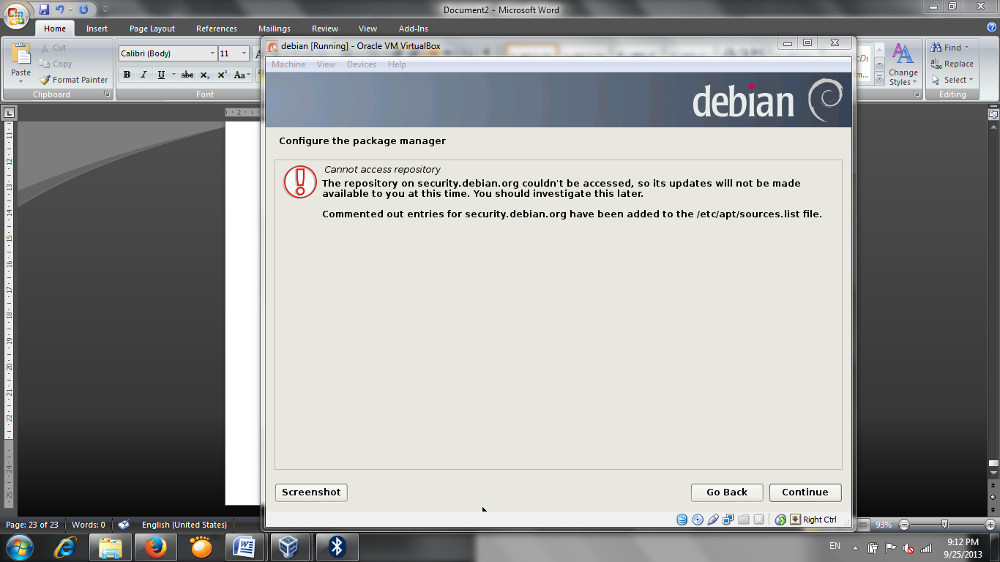 Document2 - Microsoft Word
Home Insert Page Layout References Mailings Review View Add-Ins
Paste
Cut
Copy
Format Painter
Clipboard
Calibri (Body) 11
B I U abc x₂ x² Aa
Font
Change
Styles
Find
Replace
Select
Editing
debian [Running] - Oracle VM VirtualBox
Machine View Devices Help
debian
Configure the package manager
Cannot access repository
The repository on security.debian.org couldn't be accessed, so its updates will not be made
available to you at this time. You should investigate this later.
Commented out entries for security.debian.org have been added to the /etc/apt/sources.list file.
Screenshot Go Back Continue
Right Ctrl
Page: 23 of 23 Words: 0 English (United States) 93%
EN
9:12 PM
9/25/2013